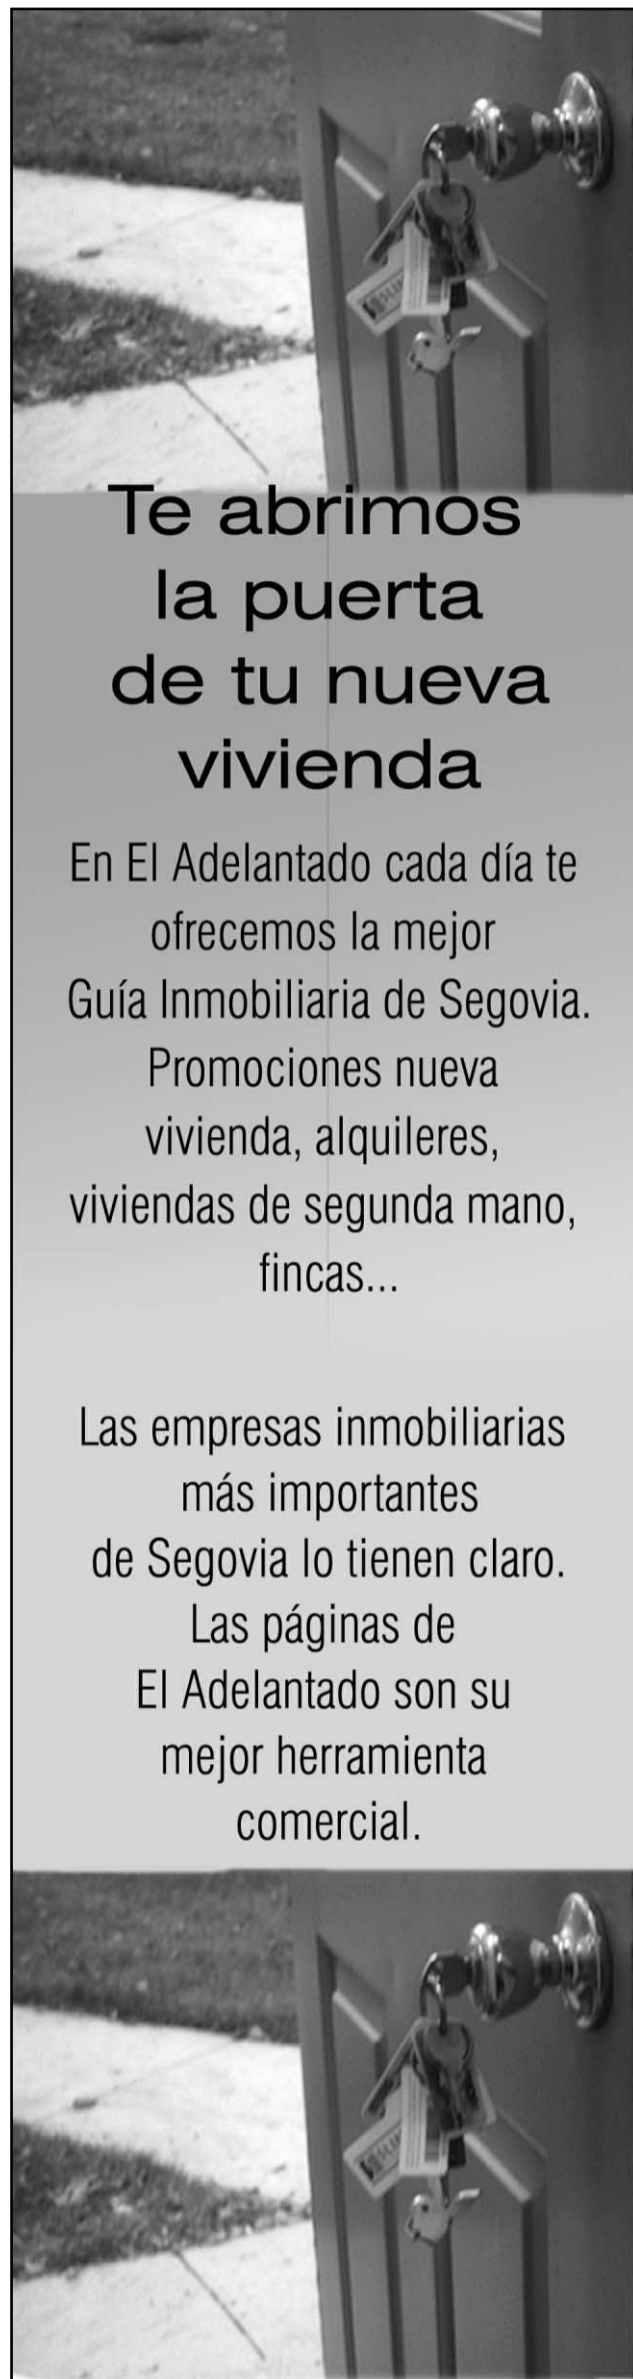 Te abrimos
la puerta
de tu nueva
vivienda
En El Adelantado cada día te
ofrecemos la mejor
Guía Inmobiliaria de Segovia.
Promociones nueva
vivienda, alquileres,
viviendas de segunda mano,
fincas...
Las empresas inmobiliarias
más importantes
de Segovia lo tienen claro.
Las páginas de
El Adelantado son su
mejor herramienta
comercial.